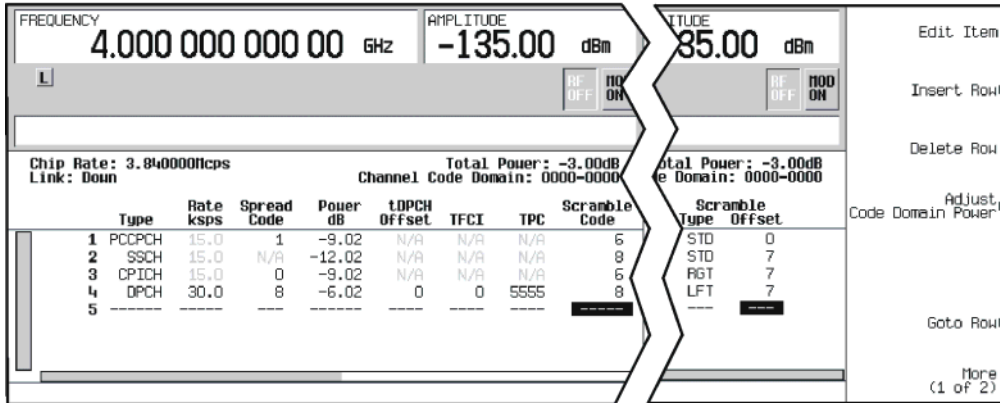 FREQUENCY AMPLITUDE ITUDE
4.000 000 000 00 GHz -135.00 dBm 35.00 dBm
Edit Item
L
RF OFF MOD ON RF OFF MOD ON
Insert Row
Delete Row
Chip Rate: 3.840000Mcps Total Power: -3.00dB otal Power: -3.00dB
Link: Down Channel Code Domain: 0000-0000 e Domain: 0000-0000
Adjust
Code Domain Power
Rate Spread Power tDPCH Scramble Scramble
Type ksps Code dB Offset TFCI TPC Code Type Offset
1 PCCPCH 15.0 1 -9.02 N/A N/A N/A 6 STD 0
2 SSCH 15.0 N/A -12.02 N/A N/A N/A 8 STD 7
3 CPICH 15.0 0 -9.02 N/A N/A N/A 6 RGT 7
4 DPCH 30.0 8 -6.02 0 0 5555 8 LFT 7
5 ------ ----- --- ------ ---- ---- ---- ----- --- ---
Goto Row
More
(1 of 2)